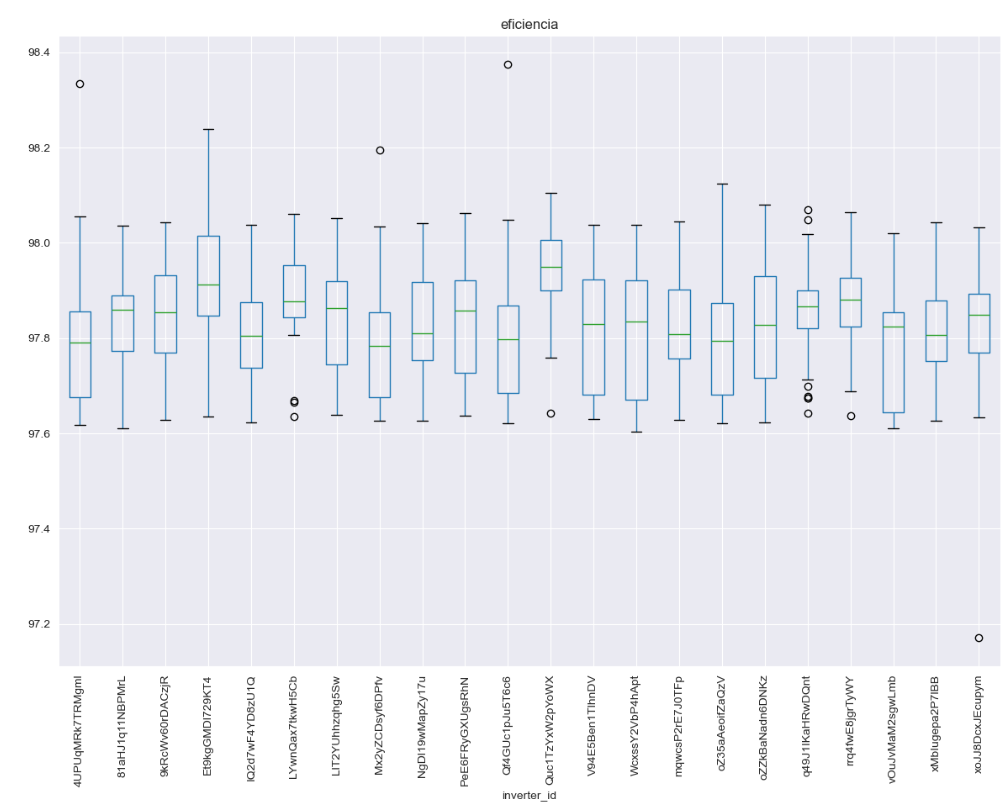 eficiencia
98.4
98.2
98.0
97.8
97.6
97.4
97.2
4UPUqMRk7TRMgml
81aHJ1q11NBPMrL
9kRcWv60rDACzjR
Et9kgGMDl729KT4
IQ2d7wF4YD8zU1Q
LYwnQax7tkwH5Cb
LlT2YUhhzqhg5Sw
Mx2yZCDsyf6DPfv
NgDl19wMapZy17u
PeE6FRyGXUgsRhN
Qf4GUc1pJu5T6c6
Quc1TzYxW2pYoWX
V94E5Ben1TlhnDV
WcxssY2VbP4hApt
mqwcsP2rE7J0TFp
oZ35aAeoifZaQzV
oZZkBaNadn6DNKz
q49J1IKaHRwDQnt
rrq4fwE8jgrTyWY
vOuJvMaM2sgwLmb
xMbIugepa2P7lBB
xoJJ8DcxJEcupym
inverter_id